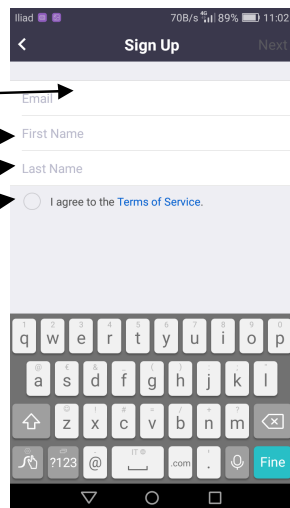 Iliad 70B/s 4G 89% 11:02
Sign Up Next
Email
First Name
Last Name
I agree to the Terms of Service.
1 2 3 4 5 6 7 8 9 0
q w e r t y u i o p
a s d f g h j k l
z x c v b n m
?123 @ IT .com . Fine